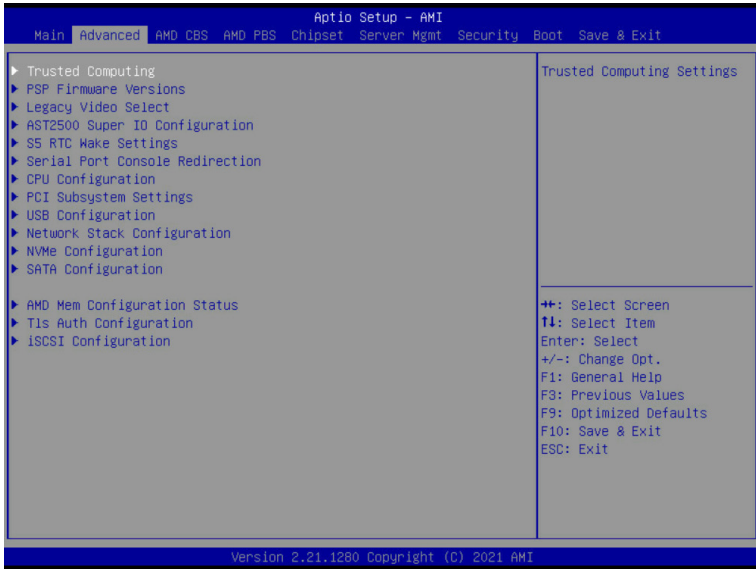 Aptio Setup - AMI
Main Advanced AMD CBS AMD PBS Chipset Server Mgmt Security Boot Save & Exit
▶ Trusted Computing
▶ PSP Firmware Versions
▶ Legacy Video Select
▶ AST2500 Super IO Configuration
▶ S5 RTC Wake Settings
▶ Serial Port Console Redirection
▶ CPU Configuration
▶ PCI Subsystem Settings
▶ USB Configuration
▶ Network Stack Configuration
▶ NVMe Configuration
▶ SATA Configuration
▶ AMD Mem Configuration Status
▶ Tls Auth Configuration
▶ iSCSI Configuration
Trusted Computing Settings
→←: Select Screen
↑↓: Select Item
Enter: Select
+/-: Change Opt.
F1: General Help
F3: Previous Values
F9: Optimized Defaults
F10: Save & Exit
ESC: Exit
Version 2.21.1280 Copyright (C) 2021 AMI